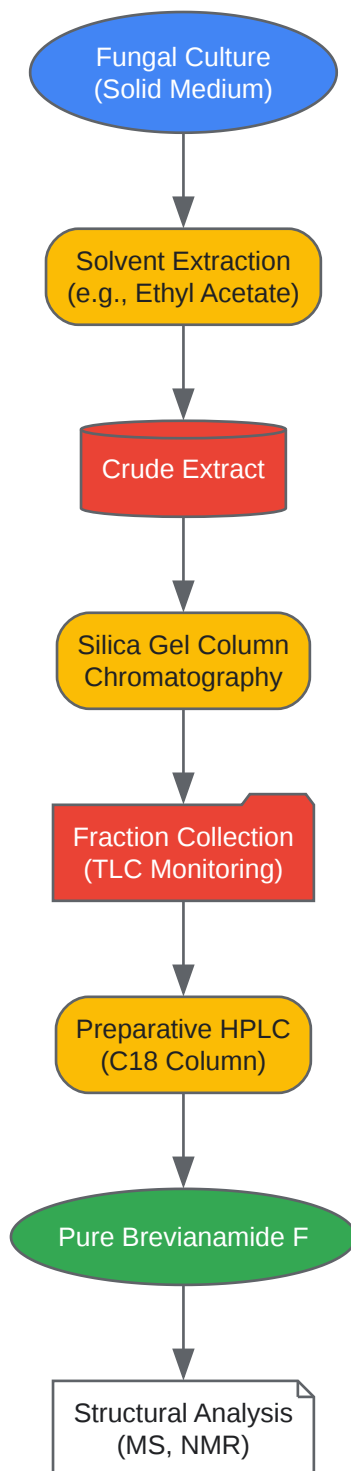 Fungal Culture
(Solid Medium)
Solvent Extraction
(e.g., Ethyl Acetate)
Crude Extract
Silica Gel Column
Chromatography
Fraction Collection
(TLC Monitoring)
Preparative HPLC
(C18 Column)
Pure Brevianamide F
Structural Analysis
(MS, NMR)